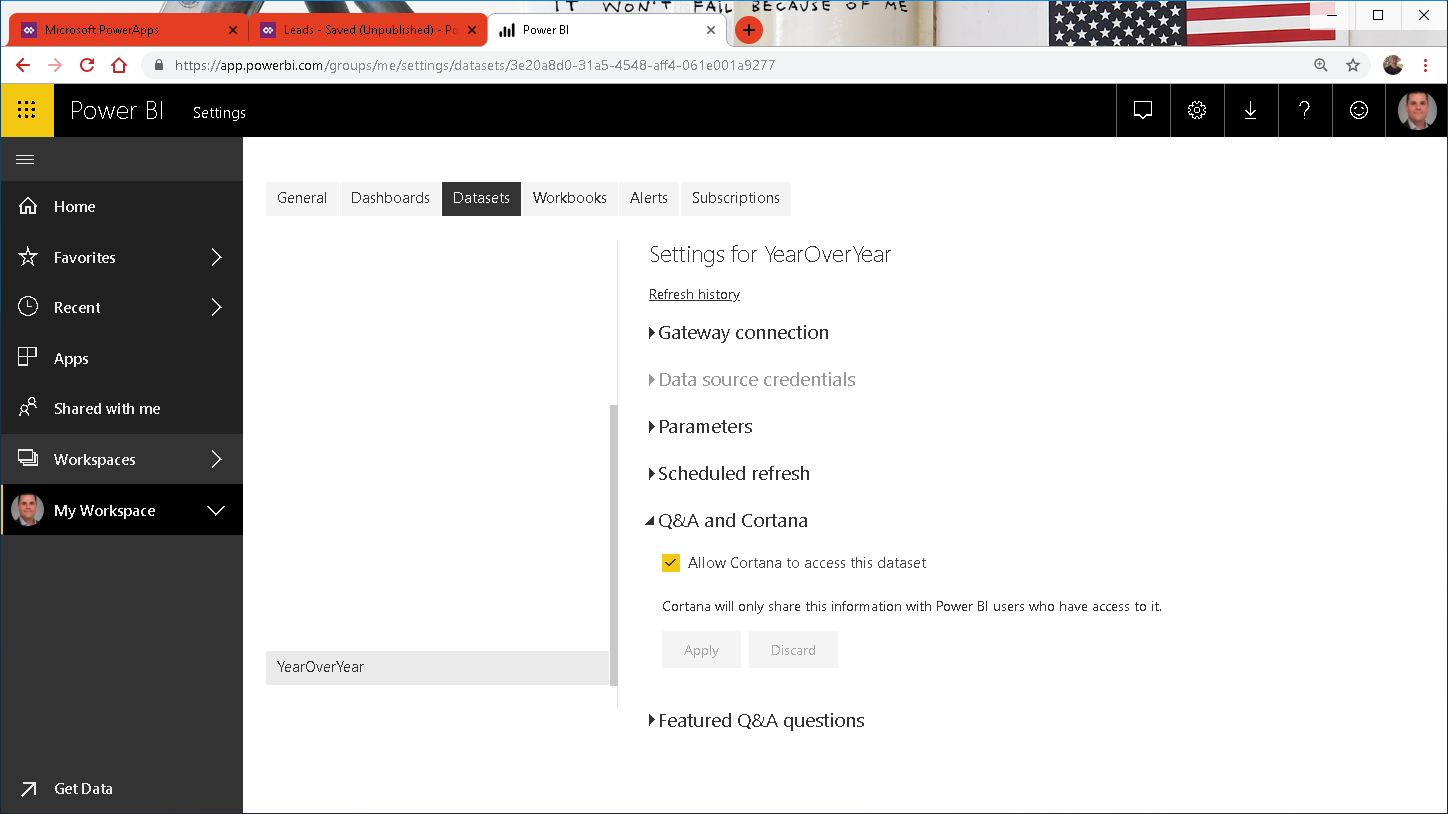 IT WON'T FAIL BECAUSE OF ME
Microsoft PowerApps
Leads - Saved (Unpublished) - Po
Power BI
https://app.powerbi.com/groups/me/settings/datasets/3e20a8d0-31a5-4548-aff4-061e001a9277
Power BI Settings
Home
Favorites
Recent
Apps
Shared with me
Workspaces
My Workspace
Get Data
General Dashboards Datasets Workbooks Alerts Subscriptions
YearOverYear
Settings for YearOverYear
Refresh history
Gateway connection
Data source credentials
Parameters
Scheduled refresh
Q&A and Cortana
Allow Cortana to access this dataset
Cortana will only share this information with Power BI users who have access to it.
Apply Discard
Featured Q&A questions